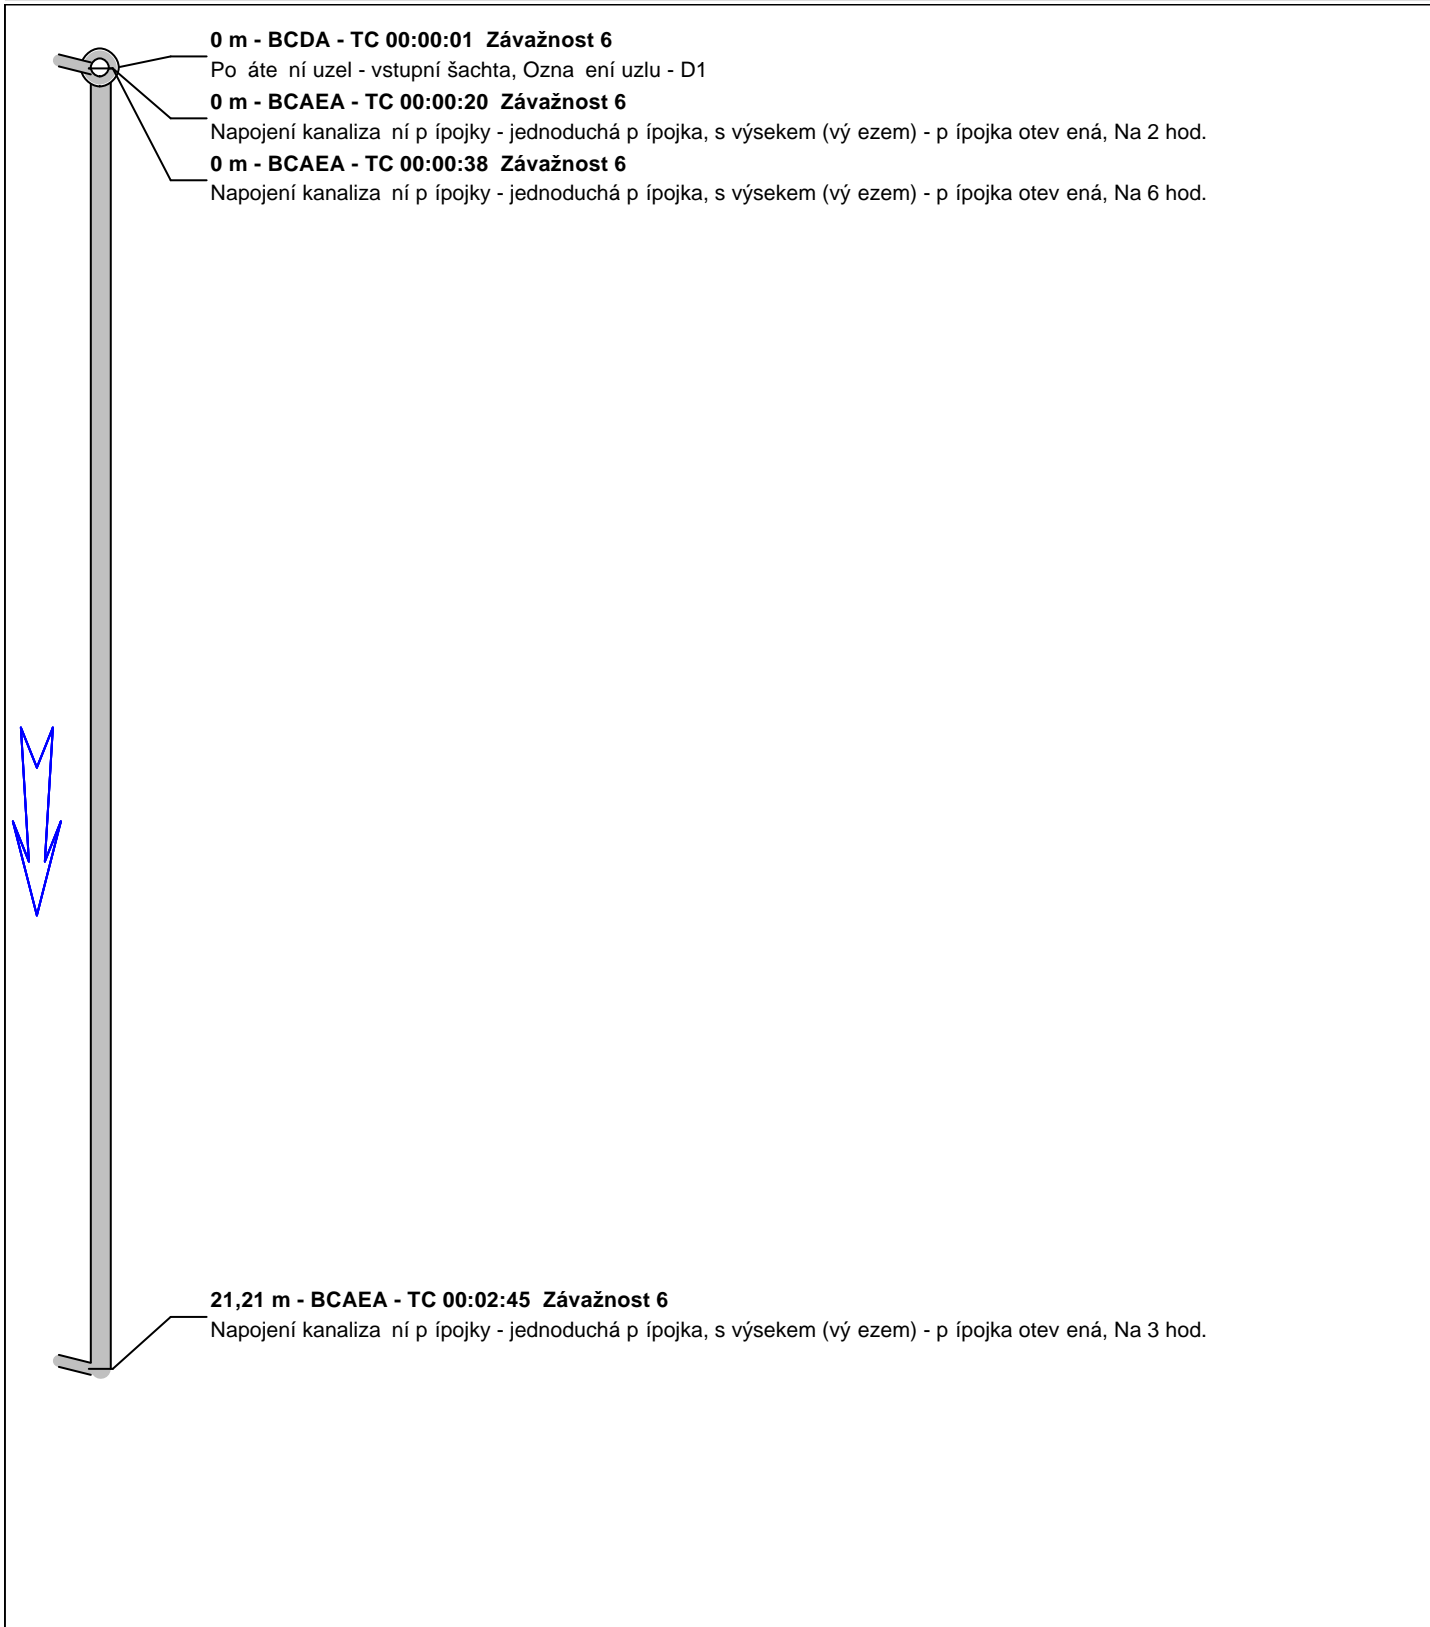 0 m - BCDA - TC 00:00:01 Závažnost 6
Po áte ní uzel - vstupní šachta, Ozna ení uzlu - D1
0 m - BCAEA - TC 00:00:20 Závažnost 6
Napojení kanaliza ní p ípojky - jednoduchá p ípojka, s výsekem (vý ezem) - p ípojka otev ená, Na 2 hod.
0 m - BCAEA - TC 00:00:38 Závažnost 6
Napojení kanaliza ní p ípojky - jednoduchá p ípojka, s výsekem (vý ezem) - p ípojka otev ená, Na 6 hod.
21,21 m - BCAEA - TC 00:02:45 Závažnost 6
Napojení kanaliza ní p ípojky - jednoduchá p ípojka, s výsekem (vý ezem) - p ípojka otev ená, Na 3 hod.